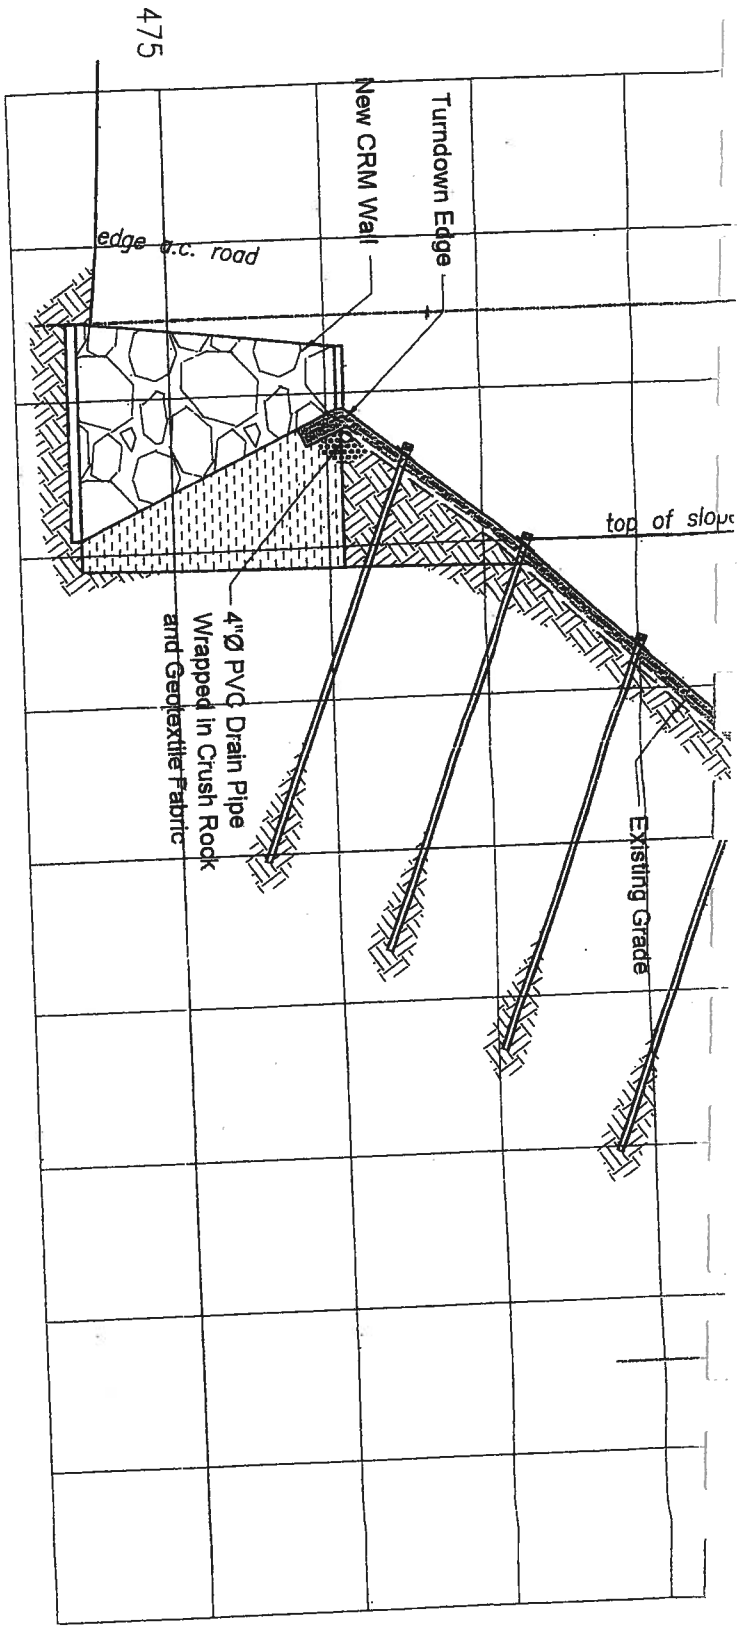 475
edge a.c. road
New CRM Wall
Turndown Edge
top of slope
4"Ø PVC Drain Pipe
Wrapped in Crush Rock
and Geotextile Fabric
Existing Grade